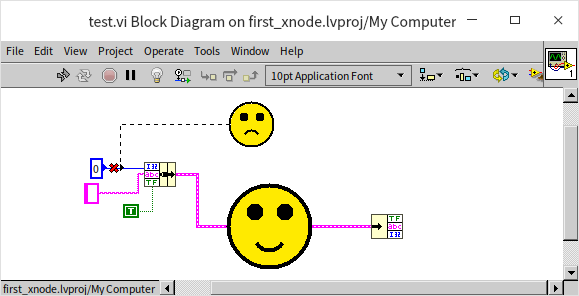 test.vi Block Diagram on first_xnode.lvproj/My Computer
File Edit View Project Operate Tools Window Help
10pt Application Font
1
0
I32
abc
TF
T
TF
abc
I32
first_xnode.lvproj/My Computer